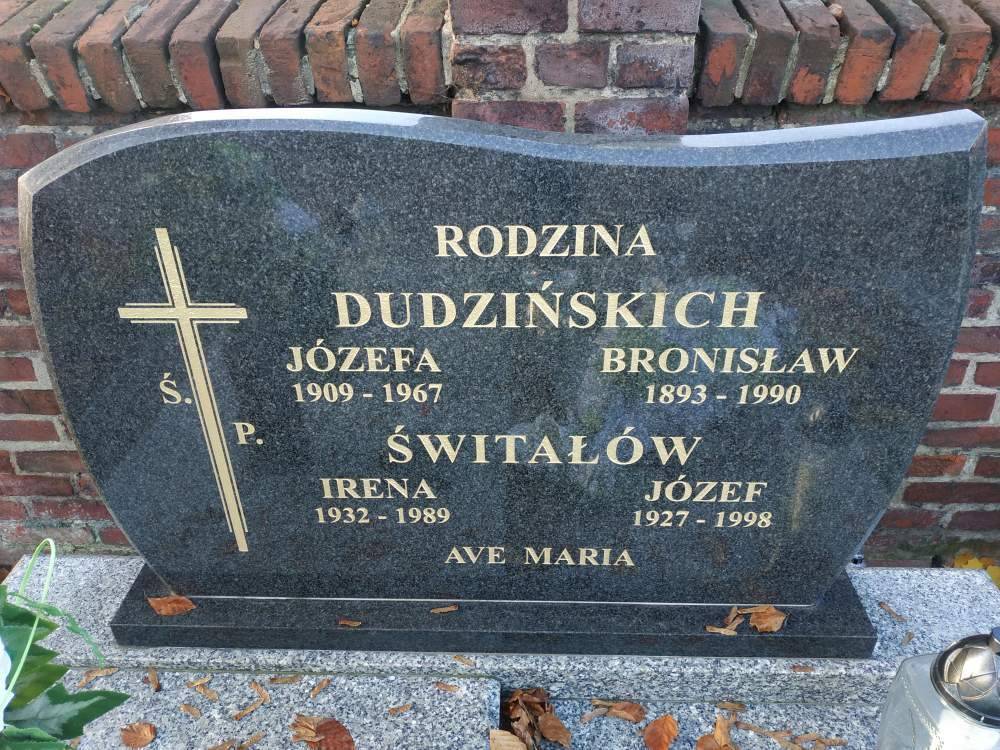 RODZINA
DUDZIŃSKICH
JÓZEFA BRONISŁAW
1909 - 1967 1893 - 1990
Ś. P.
ŚWITAŁÓW
IRENA JÓZEF
1932 - 1989 1927 - 1998
AVE MARIA